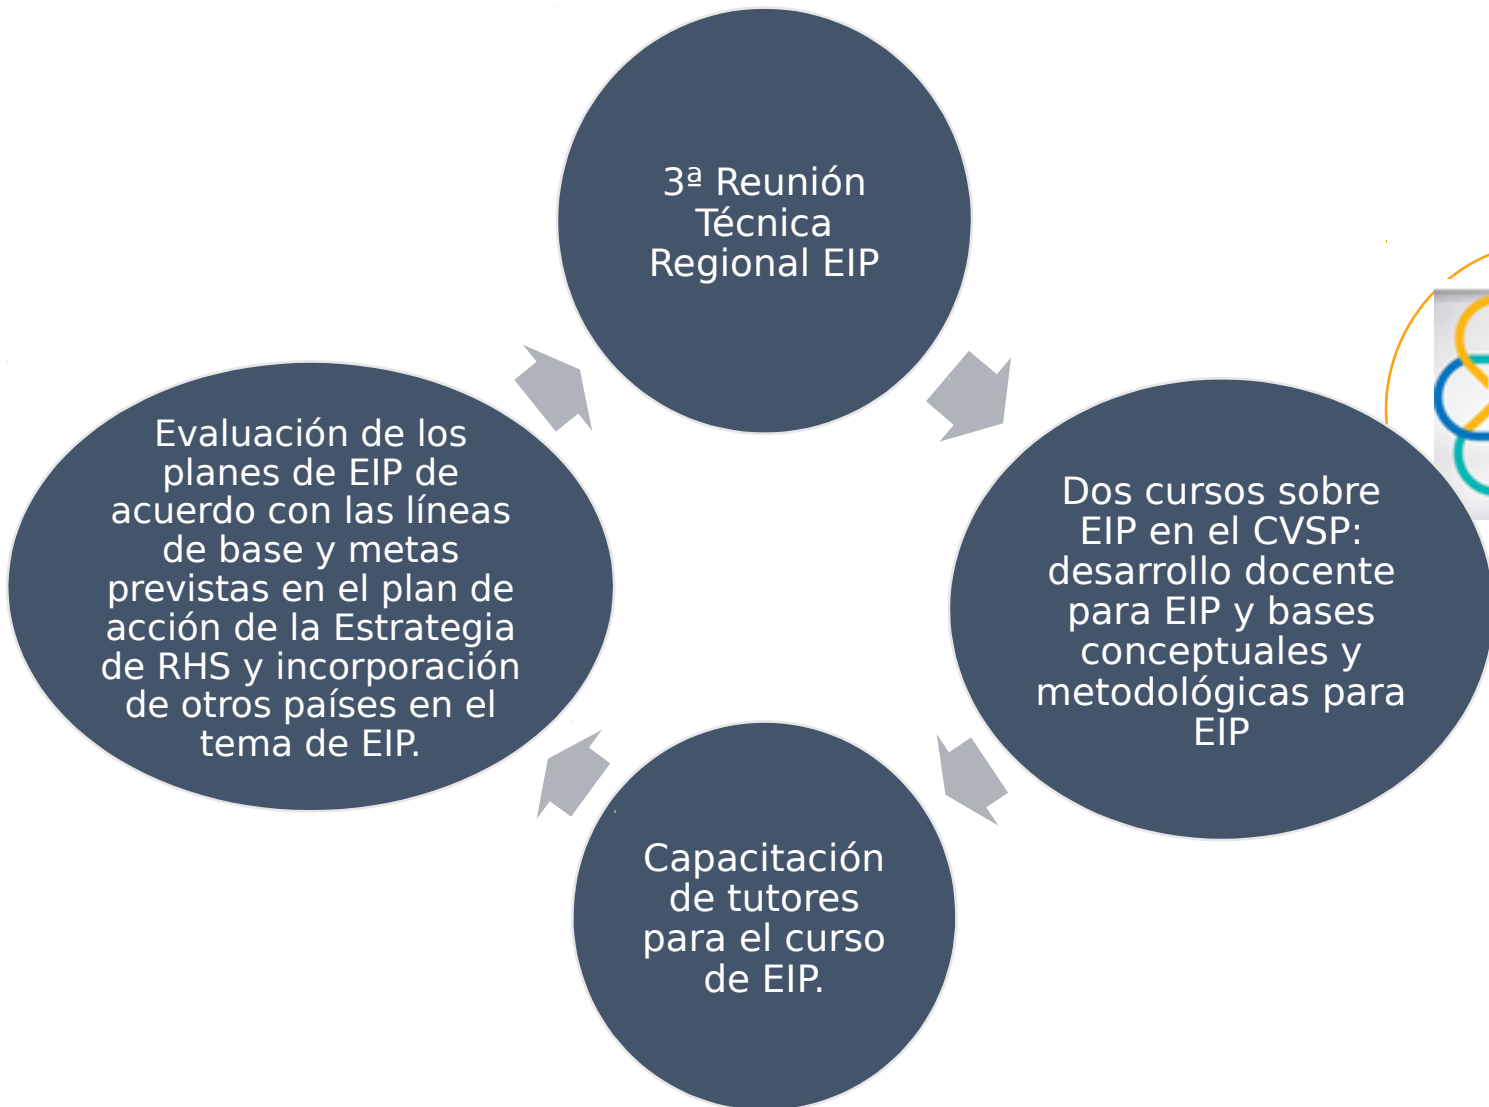 3ª Reunión
Técnica
Regional EIP
Dos cursos sobre
EIP en el CVSP:
desarrollo docente
para EIP y bases
conceptuales y
metodológicas para
EIP
Capacitación
de tutores
para el curso
de EIP.
Evaluación de los
planes de EIP de
acuerdo con las líneas
de base y metas
previstas en el plan de
acción de la Estrategia
de RHS y incorporación
de otros países en el
tema de EIP.